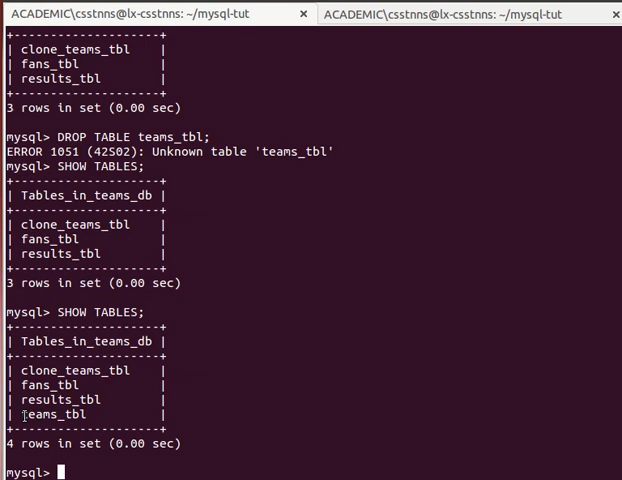 ACADEMIC\csstnns@lx-csstnns: ~/mysql-tut × ACADEMIC\csstnns@lx-csstnns: ~/mysql-tut ×
+--------------------+
| clone_teams_tbl    |
| fans_tbl           |
| results_tbl        |
+--------------------+
3 rows in set (0.00 sec)
mysql> DROP TABLE teams_tbl;
ERROR 1051 (42S02): Unknown table 'teams_tbl'
mysql> SHOW TABLES;
+--------------------+
| Tables_in_teams_db |
+--------------------+
| clone_teams_tbl    |
| fans_tbl           |
| results_tbl        |
+--------------------+
3 rows in set (0.00 sec)
mysql> SHOW TABLES;
+--------------------+
| Tables_in_teams_db |
+--------------------+
| clone_teams_tbl    |
| fans_tbl           |
| results_tbl        |
| teams_tbl          |
+--------------------+
4 rows in set (0.00 sec)
mysql>